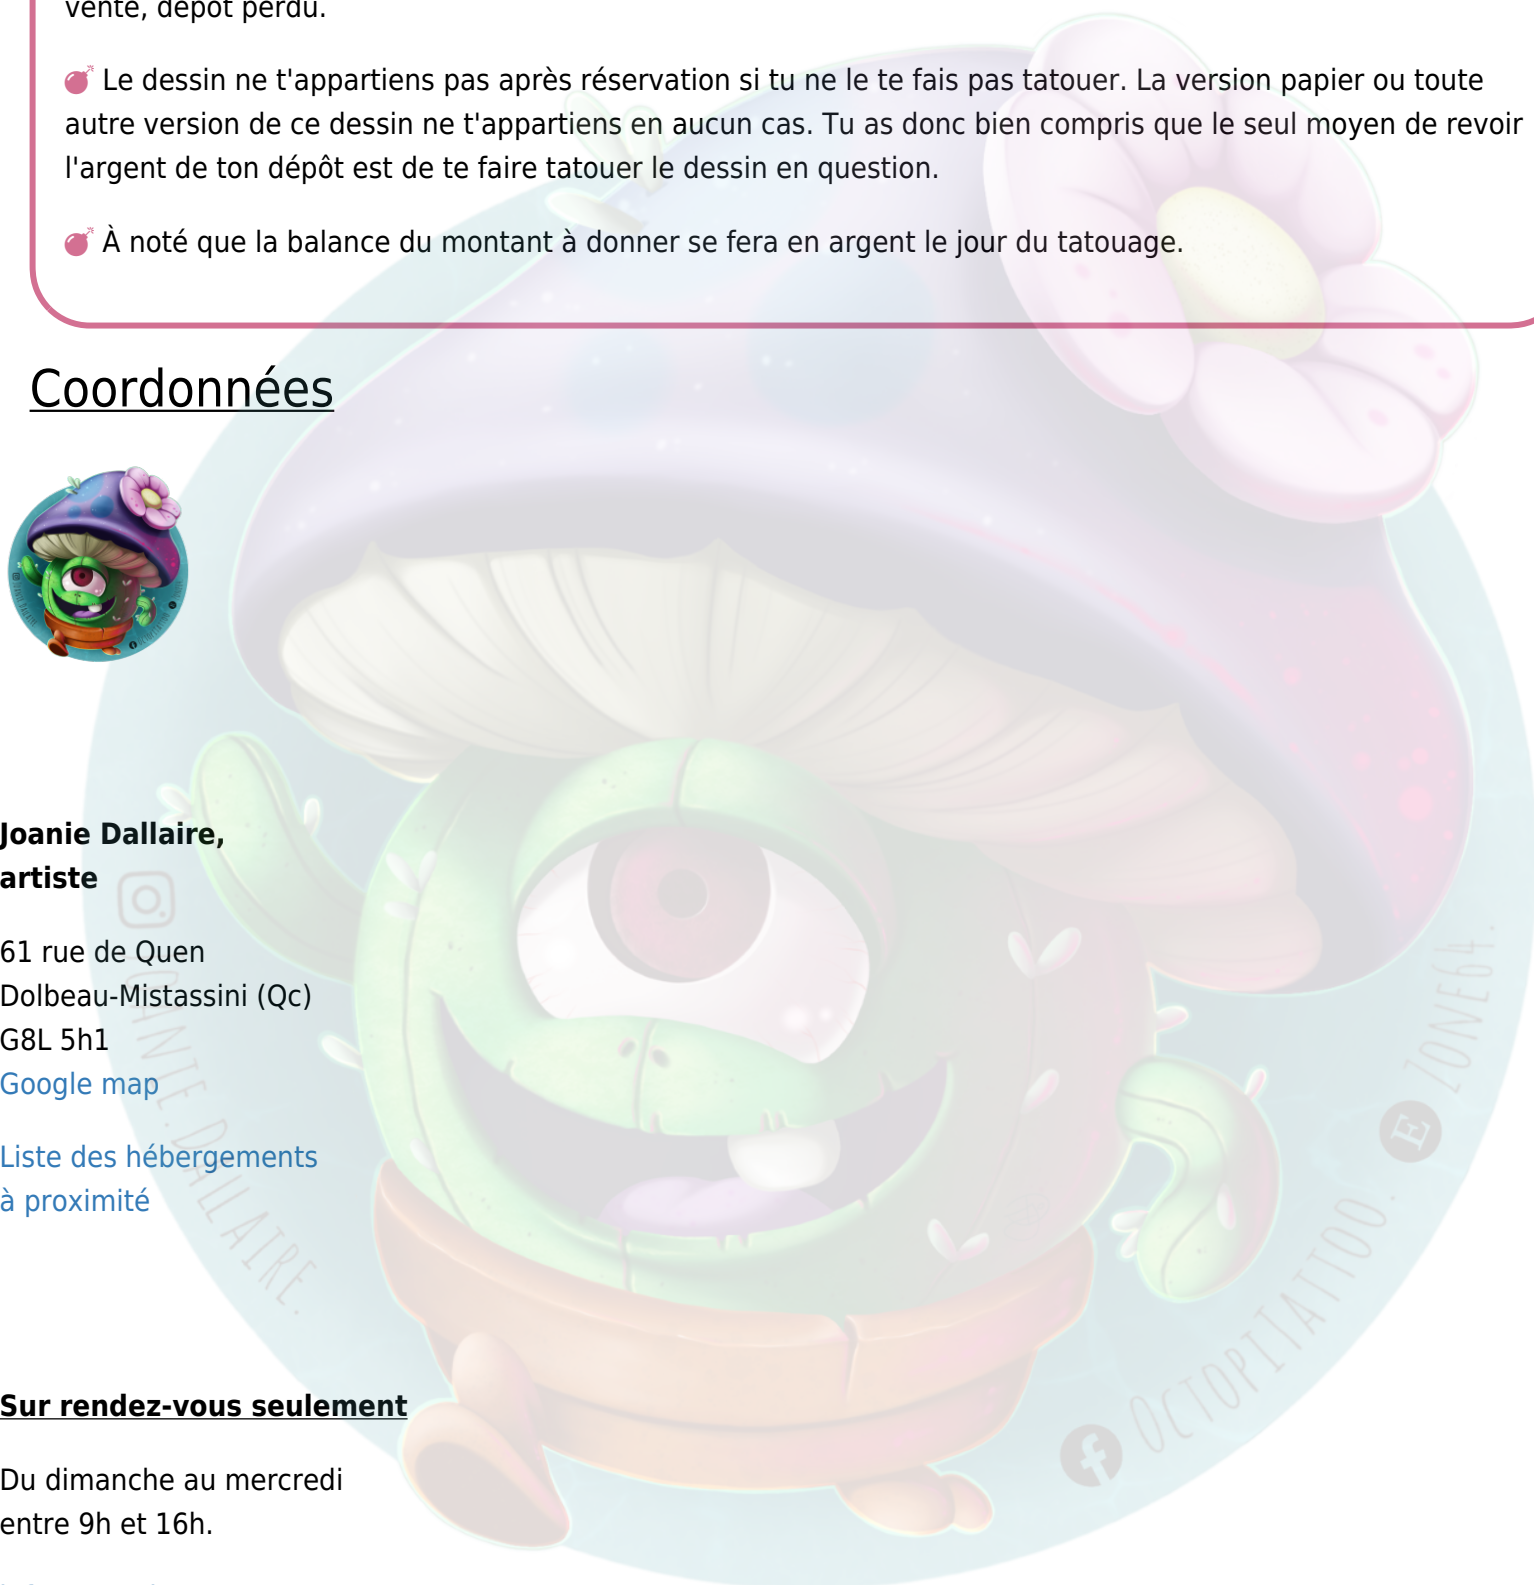 vente, dépôt perdu.
Le dessin ne t'appartiens pas après réservation si tu ne le te fais pas tatouer. La version papier ou toute
autre version de ce dessin ne t'appartiens en aucun cas. Tu as donc bien compris que le seul moyen de revoir
l'argent de ton dépôt est de te faire tatouer le dessin en question.
À noté que la balance du montant à donner se fera en argent le jour du tatouage.
Coordonnées
Joanie Dallaire,
artiste
61 rue de Quen
Dolbeau-Mistassini (Qc)
G8L 5h1
Google map
Liste des hébergements
à proximité
Sur rendez-vous seulement
Du dimanche au mercredi
entre 9h et 16h.
JOANIE.DALLAIRE.
OCTOPITATTOO.
E ZONE64.